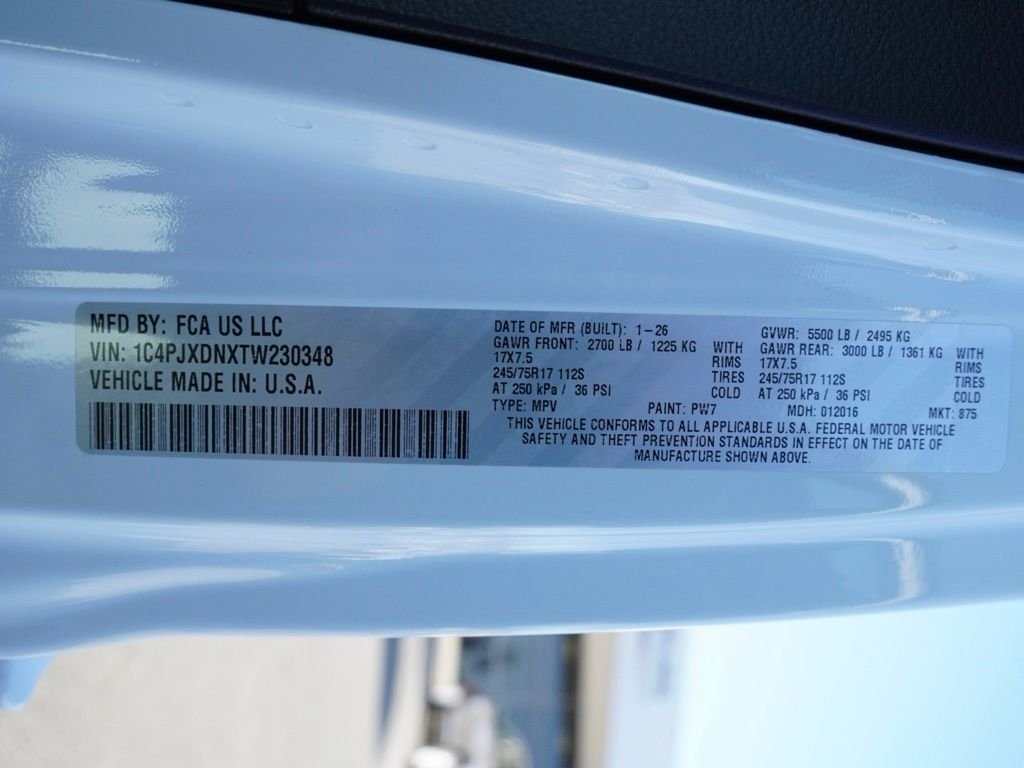 MFD BY: FCA US LLC
VIN: 1C4PJXDNXTW230348
VEHICLE MADE IN: U.S.A.
DATE OF MFR (BUILT): 1-26
GAWR FRONT: 2700 LB / 1225 KG WITH
17X7.5 RIMS
245/75R17 112S TIRES
AT 250 kPa / 36 PSI COLD
GVWR: 5500 LB / 2495 KG
GAWR REAR: 3000 LB / 1361 KG WITH
17X7.5 RIMS
245/75R17 112S TIRES
AT 250 kPa / 36 PSI COLD
TYPE: MPV PAINT: PW7 MDH: 012016 MKT: 875
THIS VEHICLE CONFORMS TO ALL APPLICABLE U.S.A. FEDERAL MOTOR VEHICLE
SAFETY AND THEFT PREVENTION STANDARDS IN EFFECT ON THE DATE OF
MANUFACTURE SHOWN ABOVE.